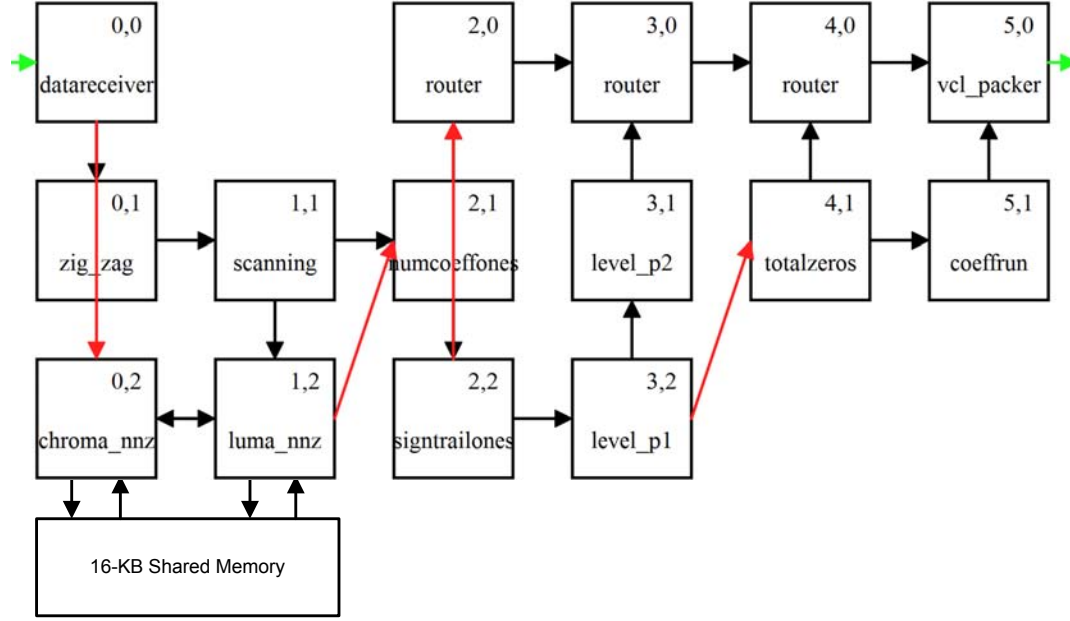 0,0
datareceiver
2,0
router
3,0
router
4,0
router
5,0
vcl_packer
0,1
zig_zag
1,1
scanning
2,1
numcoeffones
3,1
level_p2
4,1
totalzeros
5,1
coeffrun
0,2
chroma_nnz
1,2
luma_nnz
2,2
signtrailones
3,2
level_p1
16-KB Shared Memory